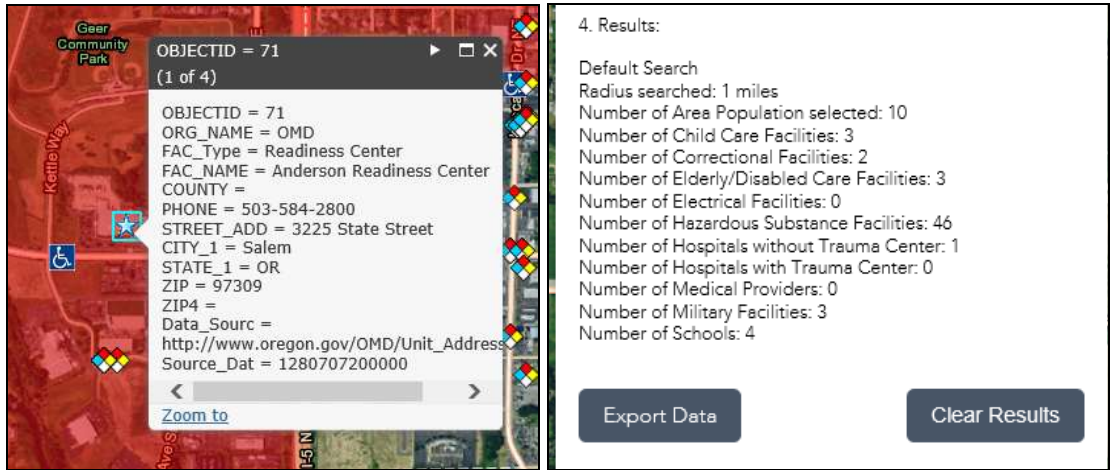 Geer
Community
Park
Kettle Way
OBJECTID = 71
(1 of 4)
OBJECTID = 71
ORG_NAME = OMD
FAC_Type = Readiness Center
FAC_NAME = Anderson Readiness Center
COUNTY =
PHONE = 503-584-2800
STREET_ADD = 3225 State Street
CITY_1 = Salem
STATE_1 = OR
ZIP = 97309
ZIP4 =
Data_Sourc =
http://www.oregon.gov/OMD/Unit_Address
Source_Dat = 1280707200000
Zoom to
Ave S
I-5 N
4. Results:
Default Search
Radius searched: 1 miles
Number of Area Population selected: 10
Number of Child Care Facilities: 3
Number of Correctional Facilities: 2
Number of Elderly/Disabled Care Facilities: 3
Number of Electrical Facilities: 0
Number of Hazardous Substance Facilities: 46
Number of Hospitals without Trauma Center: 1
Number of Hospitals with Trauma Center: 0
Number of Medical Providers: 0
Number of Military Facilities: 3
Number of Schools: 4
Export Data
Clear Results